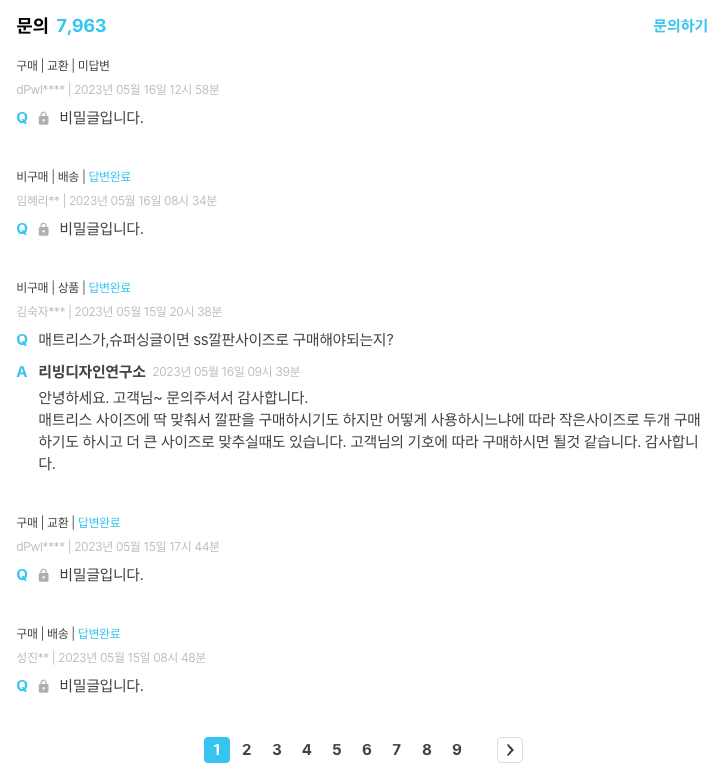 문의 7,963 문의하기
구매 | 교환 | 미답변
dPwl**** | 2023년 05월 16일 12시 58분
Q 비밀글입니다.
비구매 | 배송 | 답변완료
임혜리** | 2023년 05월 16일 08시 34분
Q 비밀글입니다.
비구매 | 상품 | 답변완료
김숙자*** | 2023년 05월 15일 20시 38분
Q 매트리스가,슈퍼싱글이면 ss깔판사이즈로 구매해야되는지?
A 리빙디자인연구소 2023년 05월 16일 09시 39분
안녕하세요. 고객님~ 문의주셔서 감사합니다.
매트리스 사이즈에 딱 맞춰서 깔판을 구매하시기도 하지만 어떻게 사용하시느냐에 따라 작은사이즈로 두개 구매
하기도 하시고 더 큰 사이즈로 맞추실때도 있습니다. 고객님의 기호에 따라 구매하시면 될것 같습니다. 감사합니
다.
구매 | 교환 | 답변완료
dPwl**** | 2023년 05월 15일 17시 44분
Q 비밀글입니다.
구매 | 배송 | 답변완료
성진** | 2023년 05월 15일 08시 48분
Q 비밀글입니다.
1 2 3 4 5 6 7 8 9